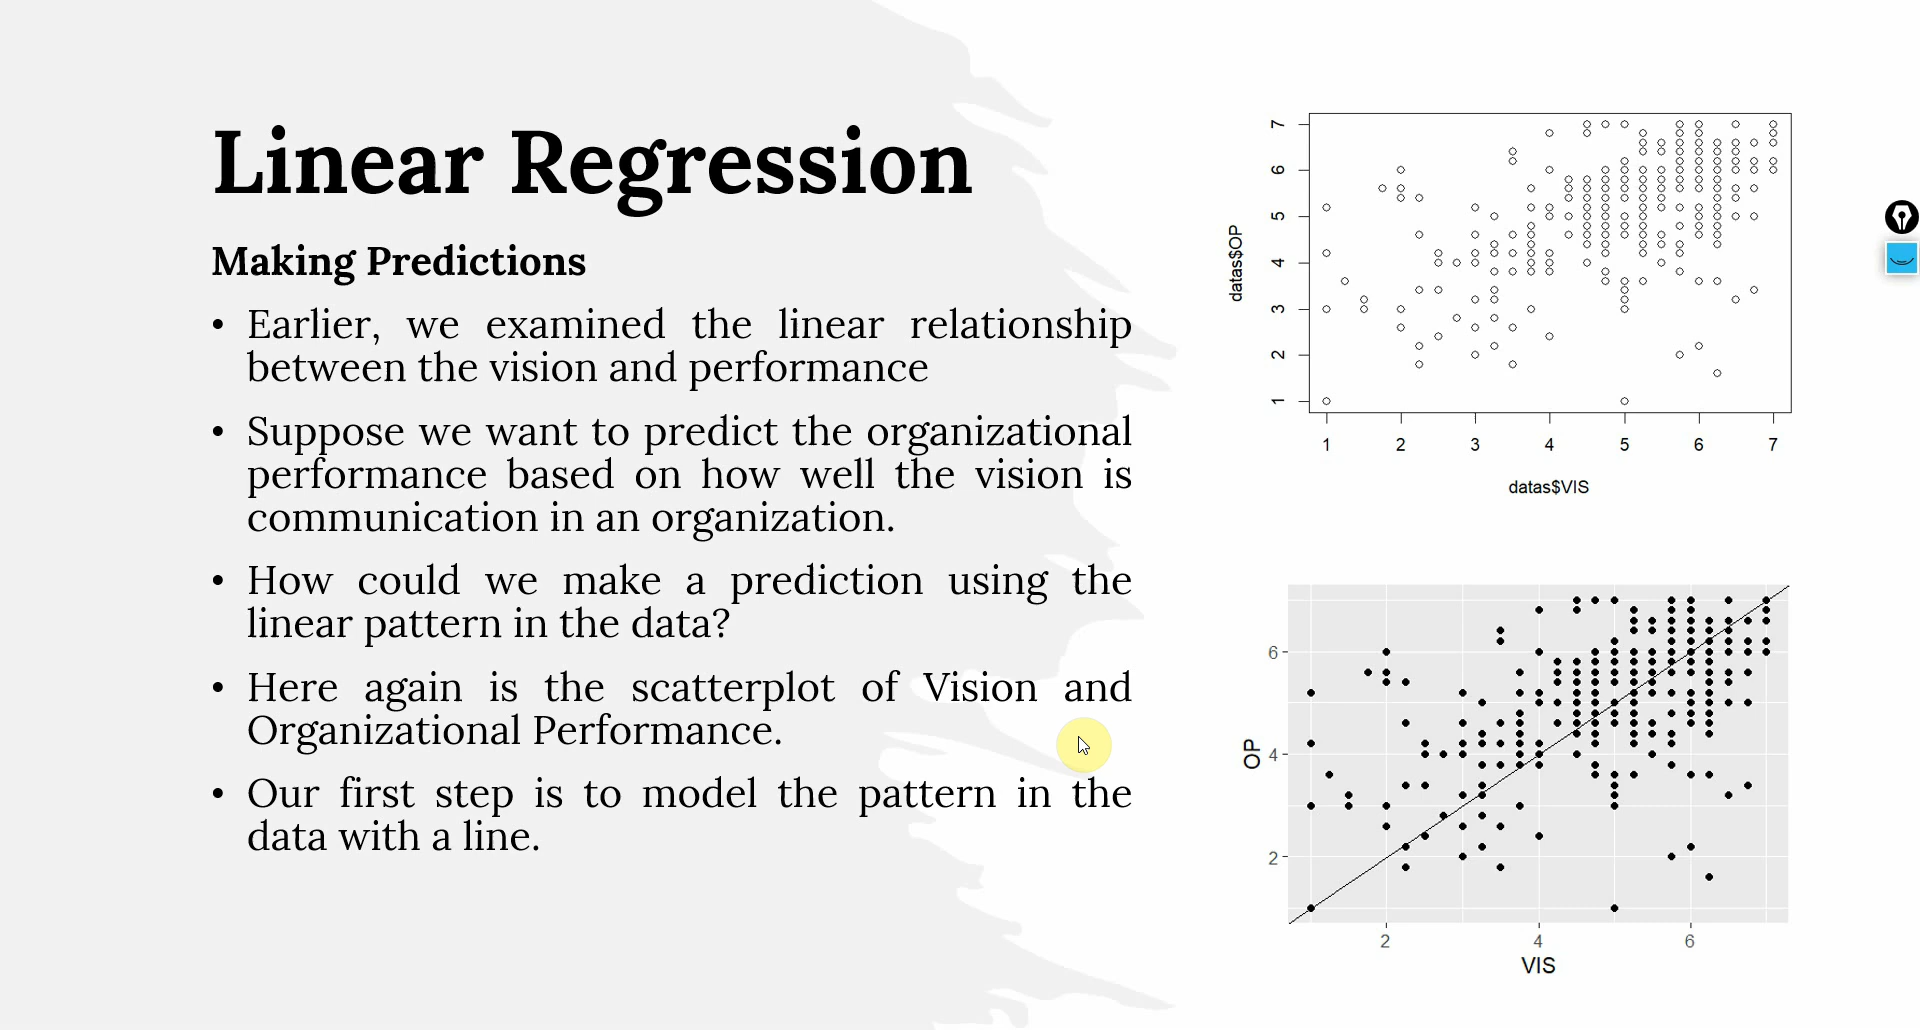 Linear Regression
Making Predictions
• Earlier, we examined the linear relationship
between the vision and performance
• Suppose we want to predict the organizational
performance based on how well the vision is
communication in an organization.
• How could we make a prediction using the
linear pattern in the data?
• Here again is the scatterplot of Vision and
Organizational Performance.
• Our first step is to model the pattern in the
data with a line.
7
6
5
4
3
2
1
datas$OP
1 2 3 4 5 6 7
datas$VIS
6
4
2
OP
2 4 6
VIS